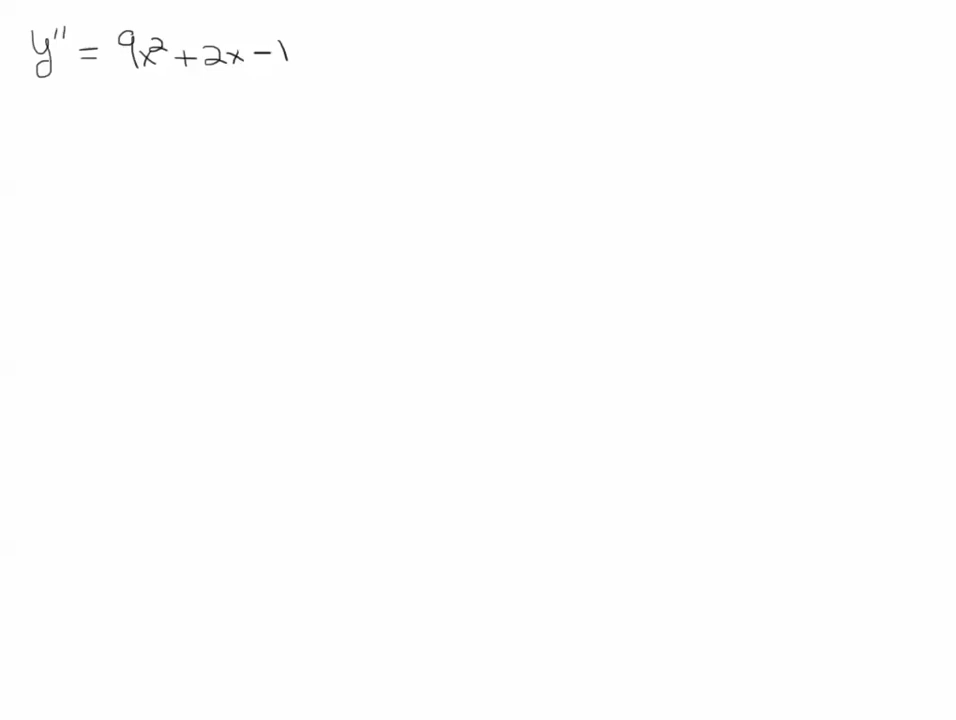 y'' = 9x² + 2x - 1